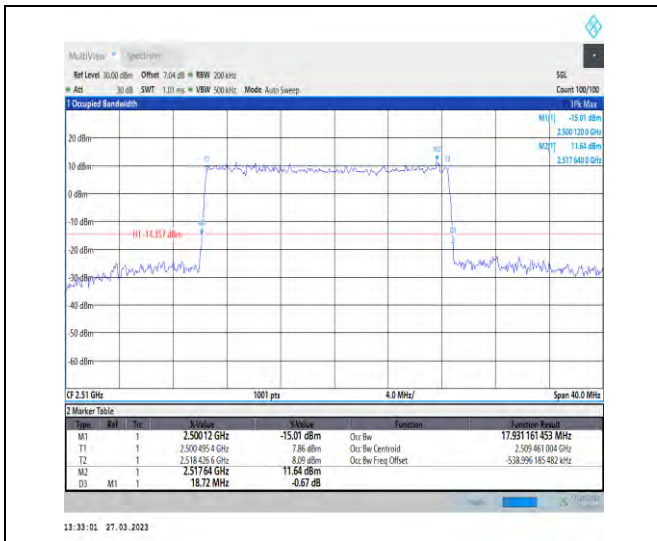 MultiView Spectrum
Ref Level 30.00 dBm Offset 7.04 dB RBW 200 kHz SGL
Att 30 dB SWT 1.01 ms VBW 500 kHz Mode Auto Sweep Count 100/100
1 Occupied Bandwidth 1Pk Max
M1[1] -15.01 dBm
2.500 120 0 GHz
M2[1] 11.64 dBm
2.517 640 0 GHz
20 dBm
M2
T1 T2
10 dBm
0 dBm
-10 dBm
M1
H1 -14.357 dBm
D3
-20 dBm
-30 dBm
-40 dBm
-50 dBm
-60 dBm
CF 2.51 GHz 1001 pts 4.0 MHz/ Span 40.0 MHz
2 Marker Table
Type Ref Trc X-Value Y-Value Function Function Result
M1 1 2.50012 GHz -15.01 dBm Occ Bw 17.931 161 453 MHz
T1 1 2.500 495 4 GHz 7.86 dBm Occ Bw Centroid 2.509 461 004 GHz
T2 1 2.518 426 6 GHz 8.09 dBm Occ Bw Freq Offset -538.996 185 482 kHz
M2 1 2.51764 GHz 11.64 dBm
D3 M1 1 18.72 MHz -0.67 dB
13:33:01 27.03.2023